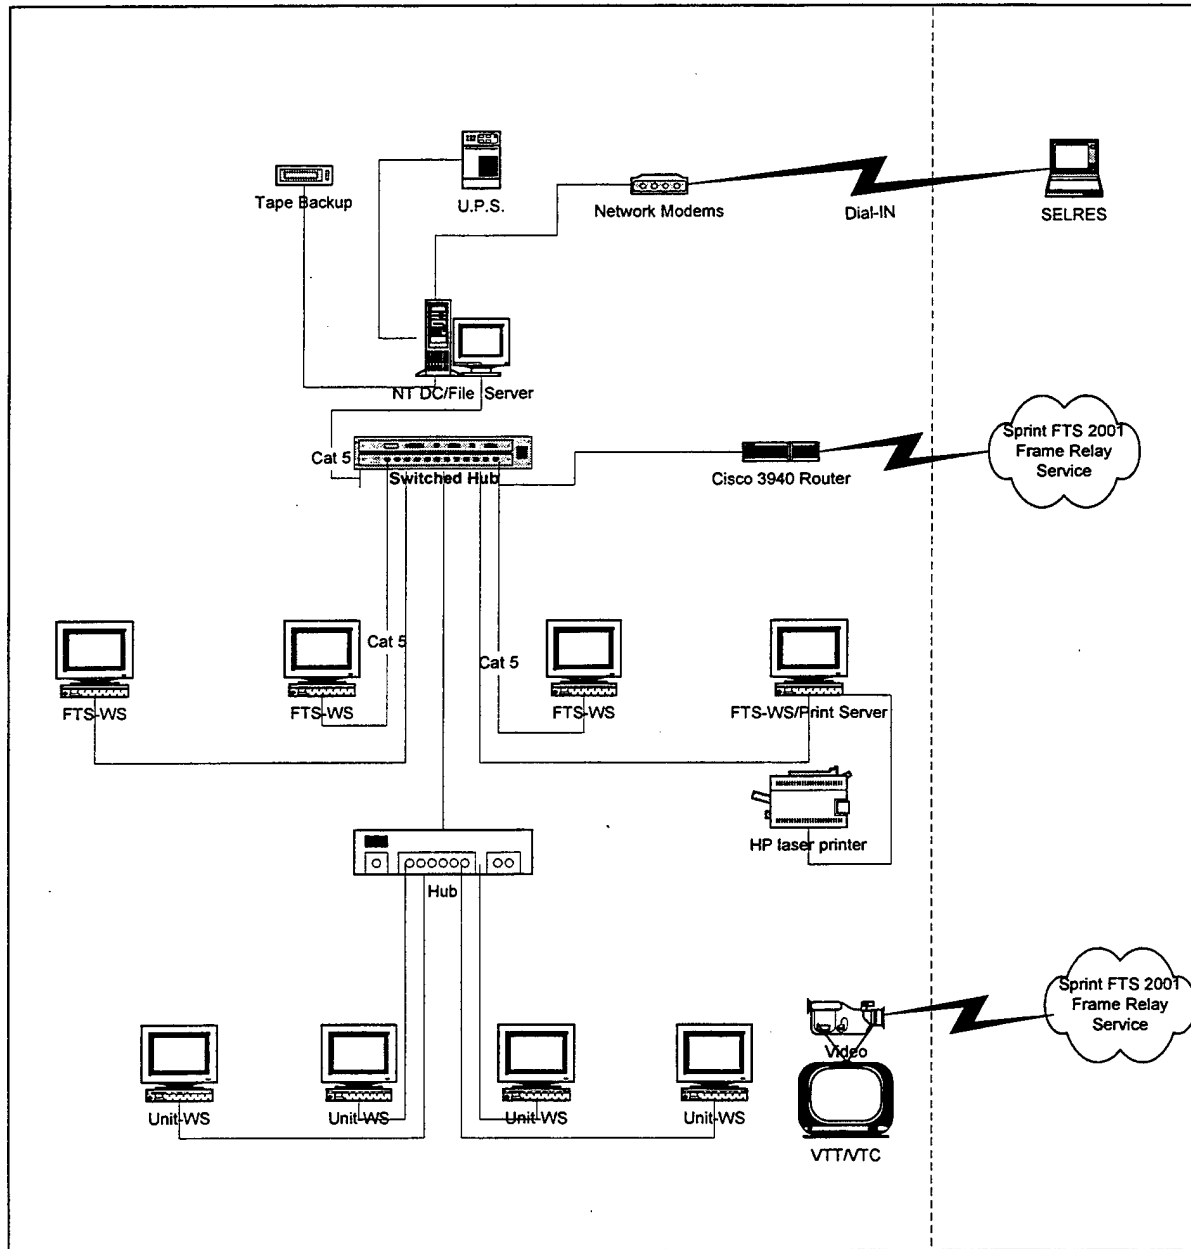 Tape Backup
U.P.S.
Network Modems
Dial-IN
SELRES
NT DC/File Server
Cat 5
Switched Hub
Cisco 3940 Router
Sprint FTS 2001
Frame Relay
Service
Cat 5
Cat 5
FTS-WS
FTS-WS
FTS-WS
FTS-WS/Print Server
HP laser printer
Hub
Sprint FTS 2001
Frame Relay
Service
Video
Unit-WS
Unit-WS
Unit-WS
Unit-WS
VTT/VTC